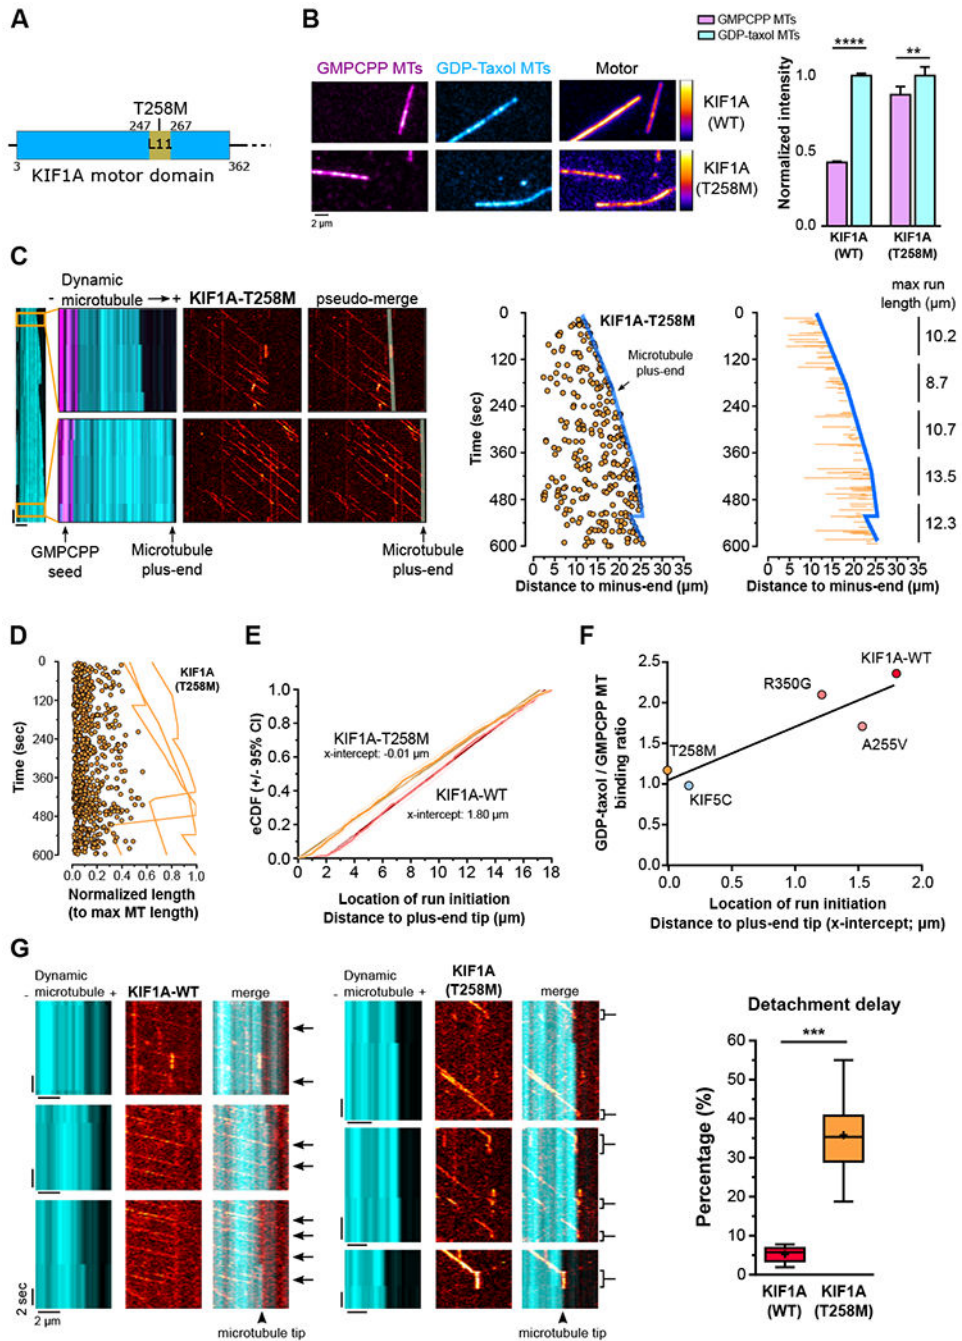 A
T258M
247
267
L11
3
362
KIF1A motor domain
B
GMPCPP MTs
GDP-Taxol MTs
Motor
KIF1A
(WT)
KIF1A
(T258M)
2 µm
GMPCPP MTs
GDP-taxol MTs
****
**
Normalized intensity
1.0
0.5
0.0
KIF1A
(WT)
KIF1A
(T258M)
C
Dynamic
- microtubule +
KIF1A-T258M
pseudo-merge
GMPCPP
seed
Microtubule
plus-end
Microtubule
plus-end
KIF1A-T258M
Microtubule
plus-end
Time (sec)
0
120
240
360
480
600
0 5 10 15 20 25 30 35
Distance to minus-end (µm)
max run
length (µm)
0
120
240
360
480
600
10.2
8.7
10.7
13.5
12.3
0 5 10 15 20 25 30 35
Distance to minus-end (µm)
D
KIF1A
(T258M)
Time (sec)
0
120
240
360
480
600
0.0 0.2 0.4 0.6 0.8 1.0
Normalized length
(to max MT length)
E
eCDF (+/- 95% CI)
1.0
0.8
0.6
0.4
0.2
0.0
KIF1A-T258M
x-intercept: -0.01 µm
KIF1A-WT
x-intercept: 1.80 µm
0 2 4 6 8 10 12 14 16 18
Location of run initiation
Distance to plus-end tip (µm)
F
GDP-taxol / GMPCPP MT
binding ratio
2.5
2.0
1.5
1.0
0.5
0.0
KIF1A-WT
R350G
A255V
T258M
KIF5C
0.0 0.5 1.0 1.5 2.0
Location of run initiation
Distance to plus-end tip (x-intercept; µm)
G
Dynamic
- microtubule +
KIF1A-WT
merge
2 sec
2 µm
microtubule tip
Dynamic
- microtubule +
KIF1A
(T258M)
merge
microtubule tip
Detachment delay
***
Percentage (%)
60
50
40
30
20
10
0
KIF1A
(WT)
KIF1A
(T258M)